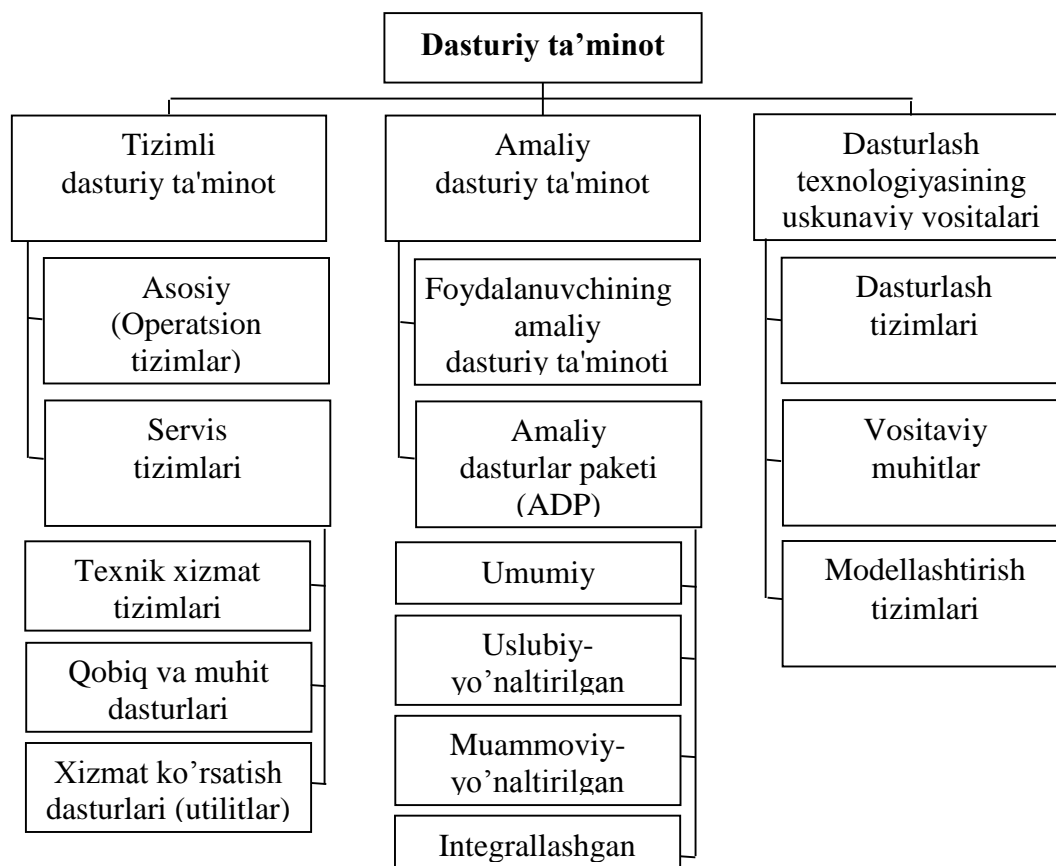 Dasturiy ta’minot
Tizimli
dasturiy ta'minot
Asosiy
(Operatsion
tizimlar)
Servis
tizimlari
Texnik xizmat
tizimlari
Qobiq va muhit
dasturlari
Xizmat ko’rsatish
dasturlari (utilitlar)
Amaliy
dasturiy ta'minot
Foydalanuvchining
amaliy
dasturiy ta'minoti
Amaliy
dasturlar paketi
(ADP)
Umumiy
Uslubiy-
yo’naltirilgan
Muammoviy-
yo’naltirilgan
Integrallashgan
Dasturlash
texnologiyasining
uskunaviy vositalari
Dasturlash
tizimlari
Vositaviy
muhitlar
Modellashtirish
tizimlari